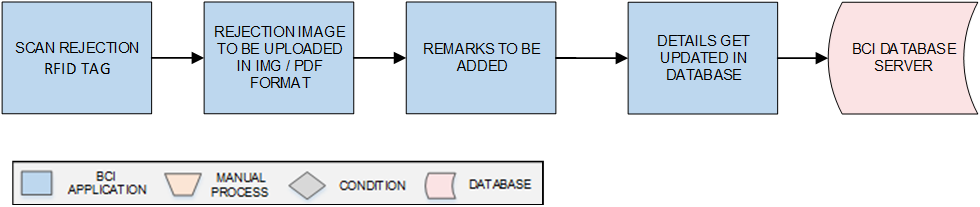 SCAN REJECTION
RFID TAG
REJECTION IMAGE
TO BE UPLOADED
IN IMG / PDF
FORMAT
REMARKS TO BE
ADDED
DETAILS GET
UPDATED IN
DATABASE
BCI DATABASE
SERVER
BCI
APPLICATION
MANUAL
PROCESS
CONDITION
DATABASE